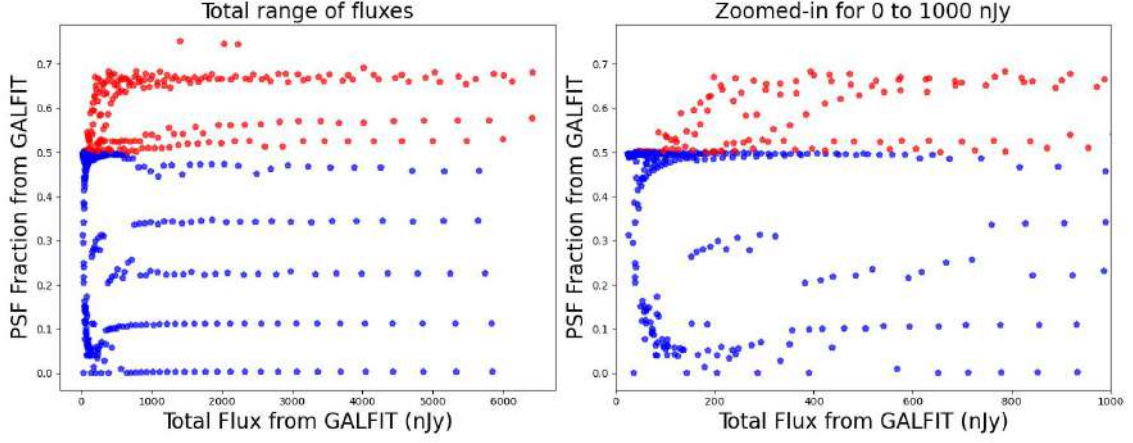 Total range of fluxes
Zoomed-in for 0 to 1000 nJy
PSF Fraction from GALFIT
0.7
0.6
0.5
0.4
0.3
0.2
0.1
0.0
0 1000 2000 3000 4000 5000 6000
Total Flux from GALFIT (nJy)
PSF Fraction from GALFIT
0.7
0.6
0.5
0.4
0.3
0.2
0.1
0.0
0 200 400 600 800 1000
Total Flux from GALFIT (nJy)